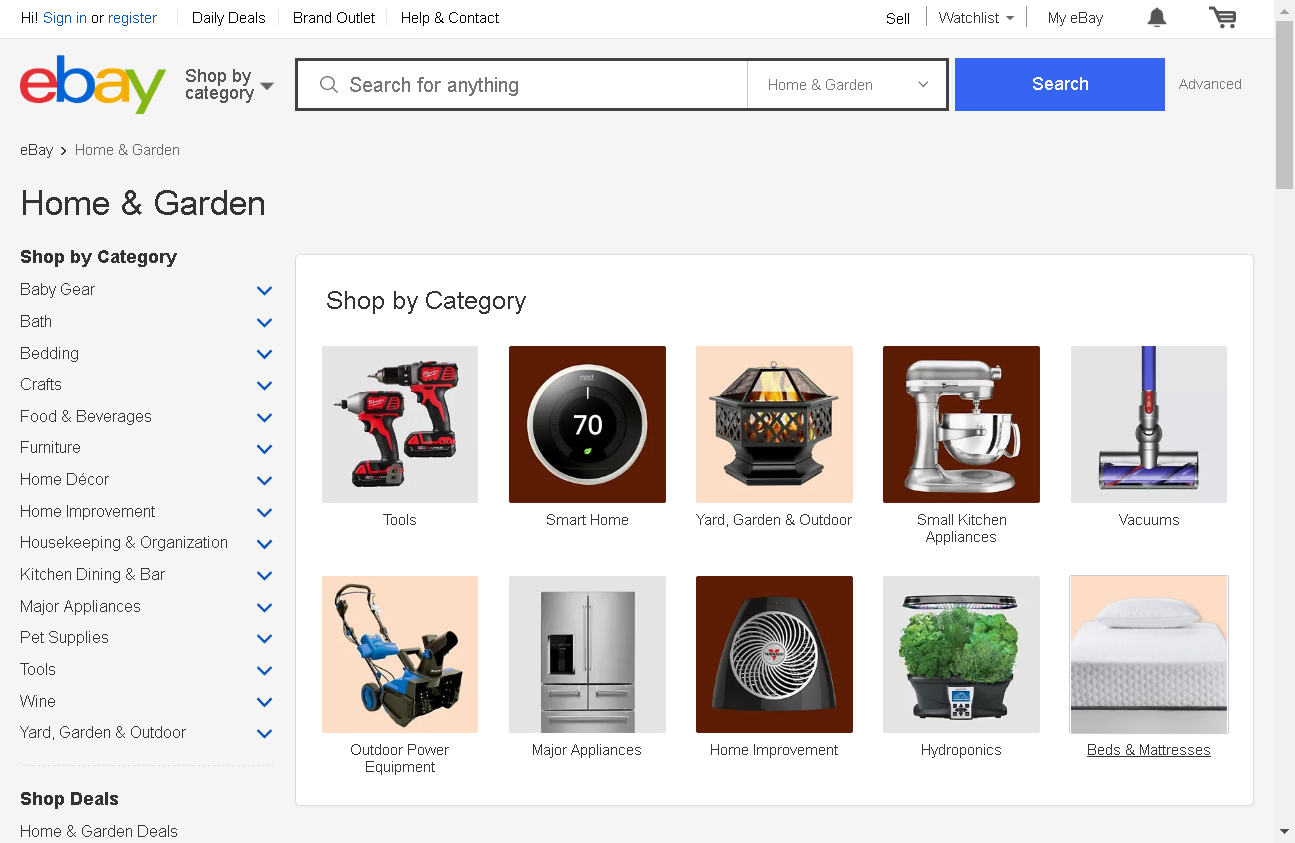 Hi! Sign in or register
Daily Deals
Brand Outlet
Help & Contact
Sell
Watchlist
My eBay
ebay
Shop by
category
Search for anything
Home & Garden
Search
Advanced
eBay
Home & Garden
Home & Garden
Shop by Category
Baby Gear
Bath
Bedding
Crafts
Food & Beverages
Furniture
Home Décor
Home Improvement
Housekeeping & Organization
Kitchen Dining & Bar
Major Appliances
Pet Supplies
Tools
Wine
Yard, Garden & Outdoor
Shop Deals
Home & Garden Deals
Shop by Category
nest
70
Tools
Smart Home
Yard, Garden & Outdoor
Small Kitchen
Appliances
Vacuums
Outdoor Power
Equipment
Major Appliances
Home Improvement
Hydroponics
Beds & Mattresses